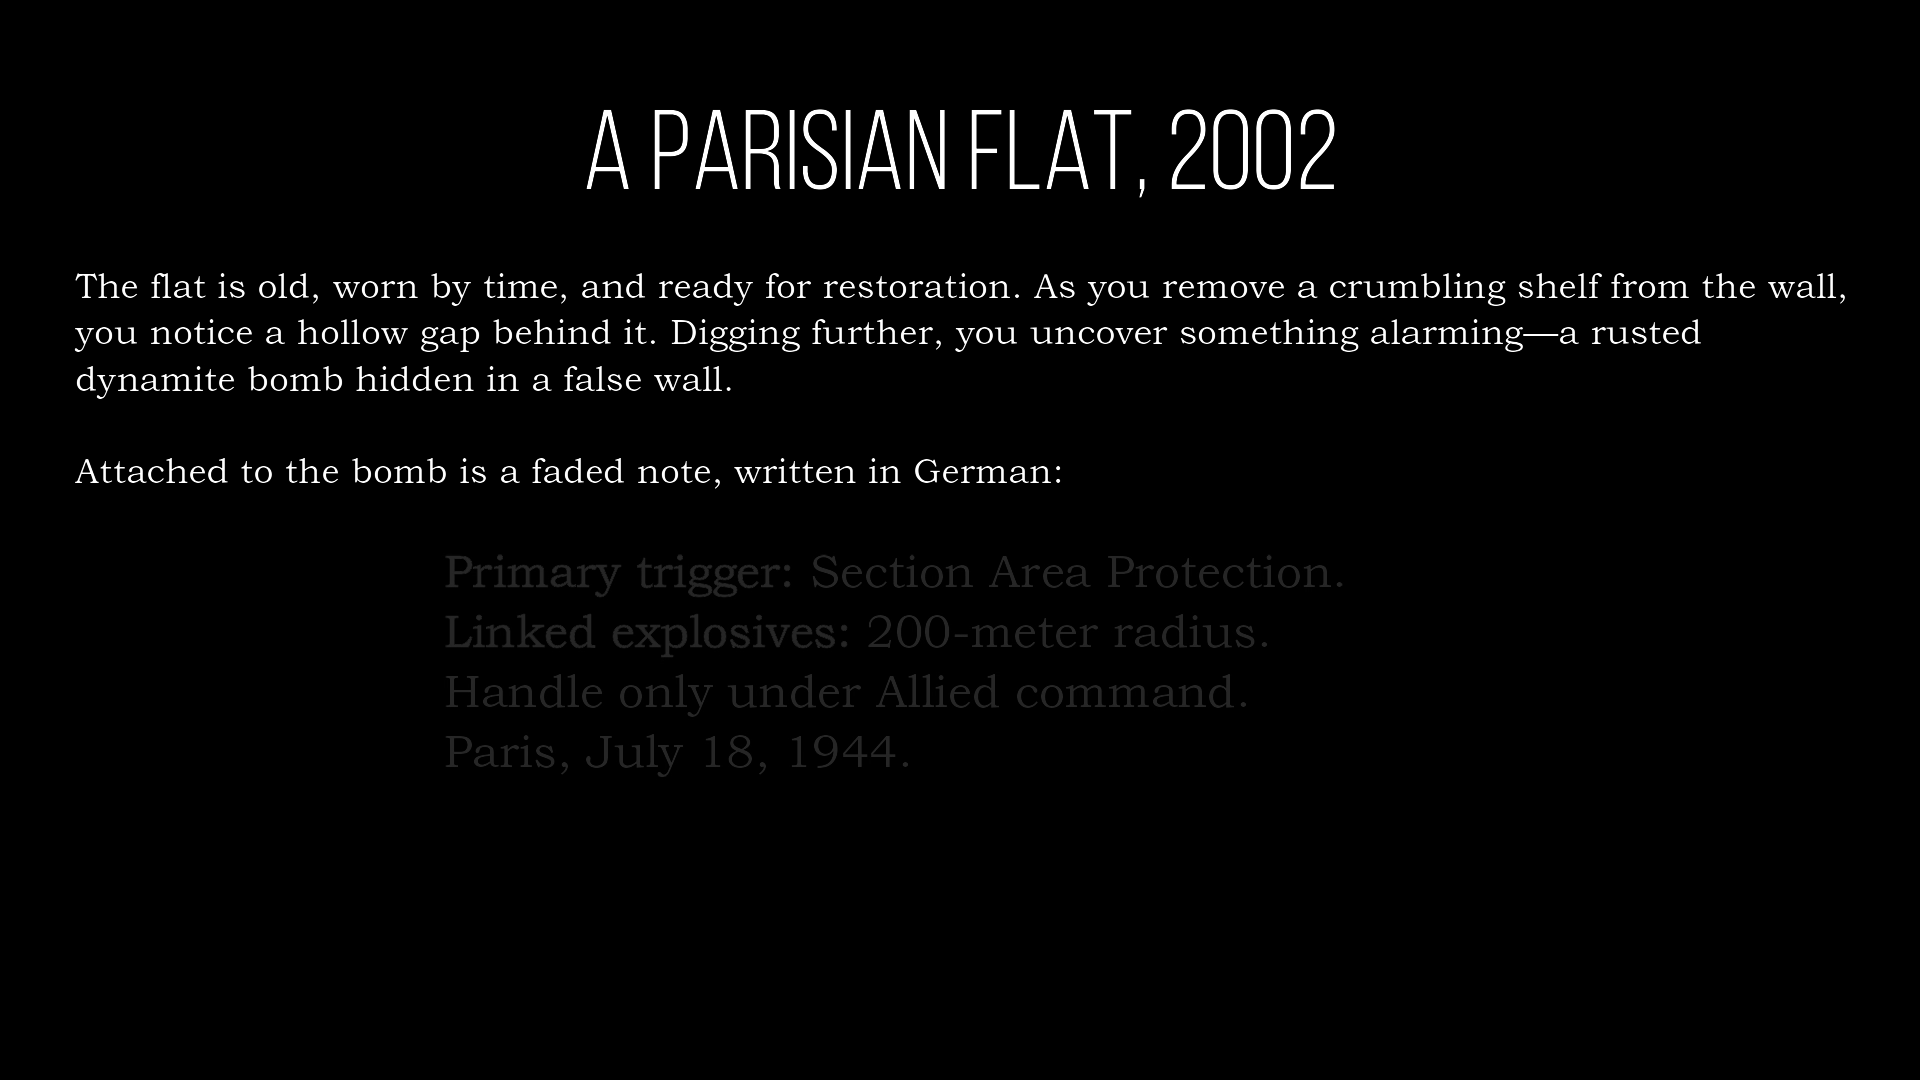 A PARISIAN FLAT, 2002
The flat is old, worn by time, and ready for restoration. As you remove a crumbling shelf from the wall,
you notice a hollow gap behind it. Digging further, you uncover something alarming—a rusted
dynamite bomb hidden in a false wall.
Attached to the bomb is a faded note, written in German:
Primary trigger: Section Area Protection.
Linked explosives: 200-meter radius.
Handle only under Allied command.
Paris, July 18, 1944.